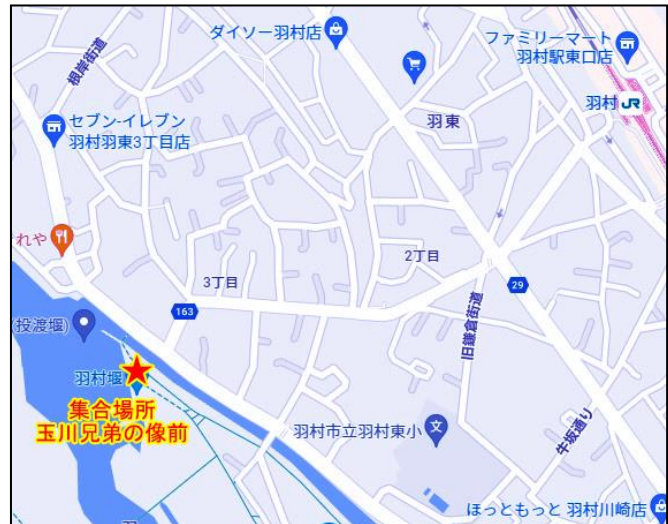 ダイソー羽村店
ファミリーマート
羽村駅東口店
根岸街道
羽村 JR
セブン-イレブン
羽村羽東3丁目店
羽東
れや
2丁目
3丁目
29
163
(投渡堰)
旧鎌倉街道
羽村堰
集合場所
玉川兄弟の像前
羽村市立羽村東小
文
牛坂通り
ほっともっと 羽村川崎店